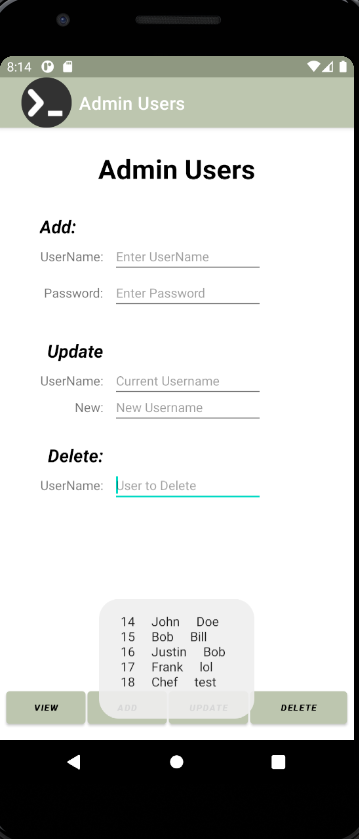 8:14
Admin Users
Admin Users
Add:
UserName: Enter UserName
Password: Enter Password
Update
UserName: Current Username
New: New Username
Delete:
UserName: User to Delete
14 John Doe
15 Bob Bill
16 Justin Bob
17 Frank lol
18 Chef test
VIEW ADD UPDATE DELETE